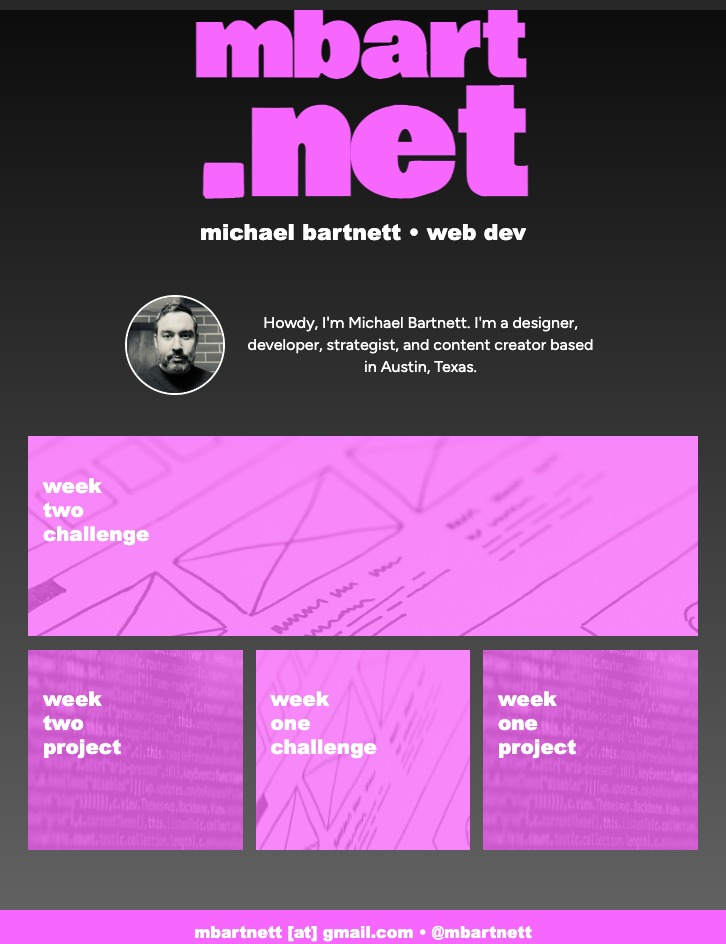 mbart
.net
michael bartnett • web dev
Howdy, I'm Michael Bartnett. I'm a designer,
developer, strategist, and content creator based
in Austin, Texas.
week
two
challenge
week
two
project
week
one
challenge
week
one
project
mbartnett [at] gmail.com • @mbartnett